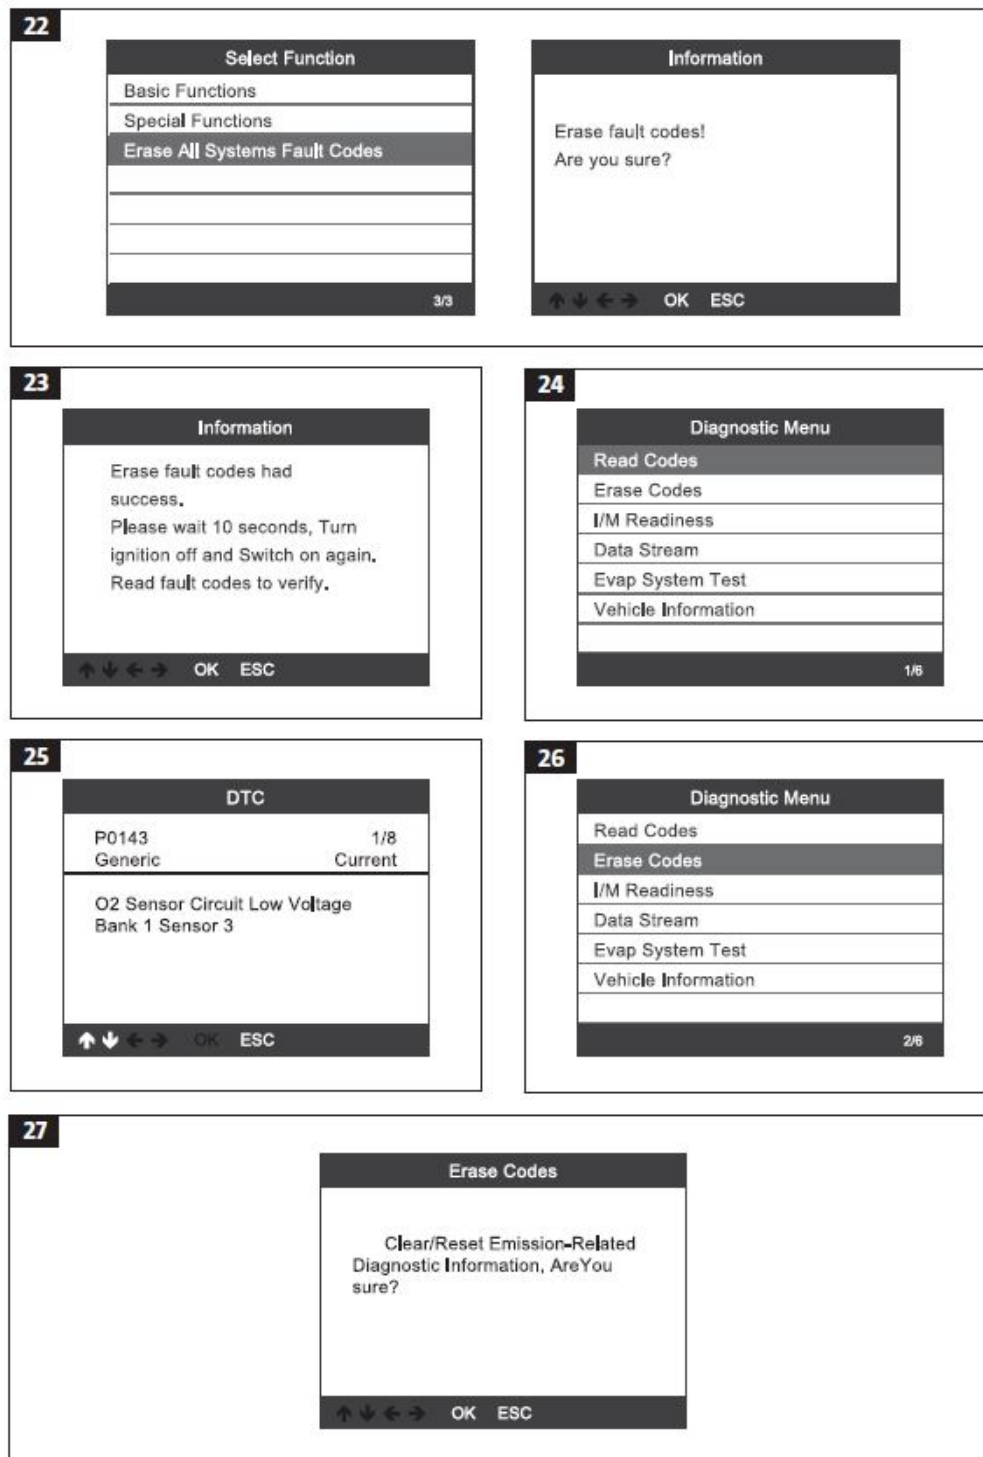 22
Select Function
Basic Functions
Special Functions
Erase All Systems Fault Codes
3/3
Information
Erase fault codes!
Are you sure?
OK ESC
23
Information
Erase fault codes had
success.
Please wait 10 seconds, Turn
ignition off and Switch on again.
Read fault codes to verify.
OK ESC
24
Diagnostic Menu
Read Codes
Erase Codes
I/M Readiness
Data Stream
Evap System Test
Vehicle Information
1/6
25
DTC
P0143 1/8
Generic Current
O2 Sensor Circuit Low Voltage
Bank 1 Sensor 3
OK ESC
26
Diagnostic Menu
Read Codes
Erase Codes
I/M Readiness
Data Stream
Evap System Test
Vehicle Information
2/6
27
Erase Codes
Clear/Reset Emission-Related
Diagnostic Information, AreYou
sure?
OK ESC